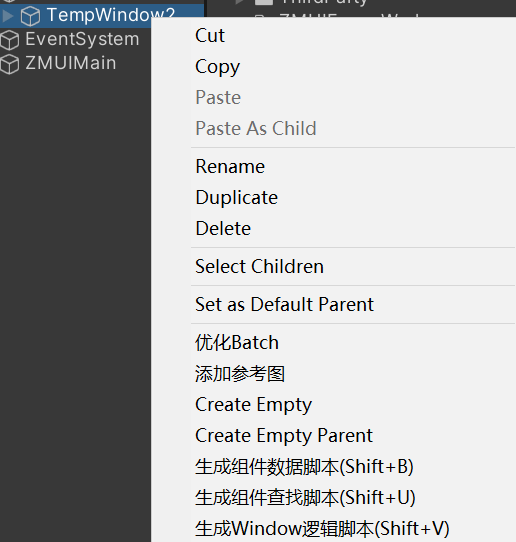 TempWindow2
EventSystem
ZMUIMain
Cut
Copy
Paste
Paste As Child
Rename
Duplicate
Delete
Select Children
Set as Default Parent
优化Batch
添加参考图
Create Empty
Create Empty Parent
生成组件数据脚本(Shift+B)
生成组件查找脚本(Shift+U)
生成Window逻辑脚本(Shift+V)